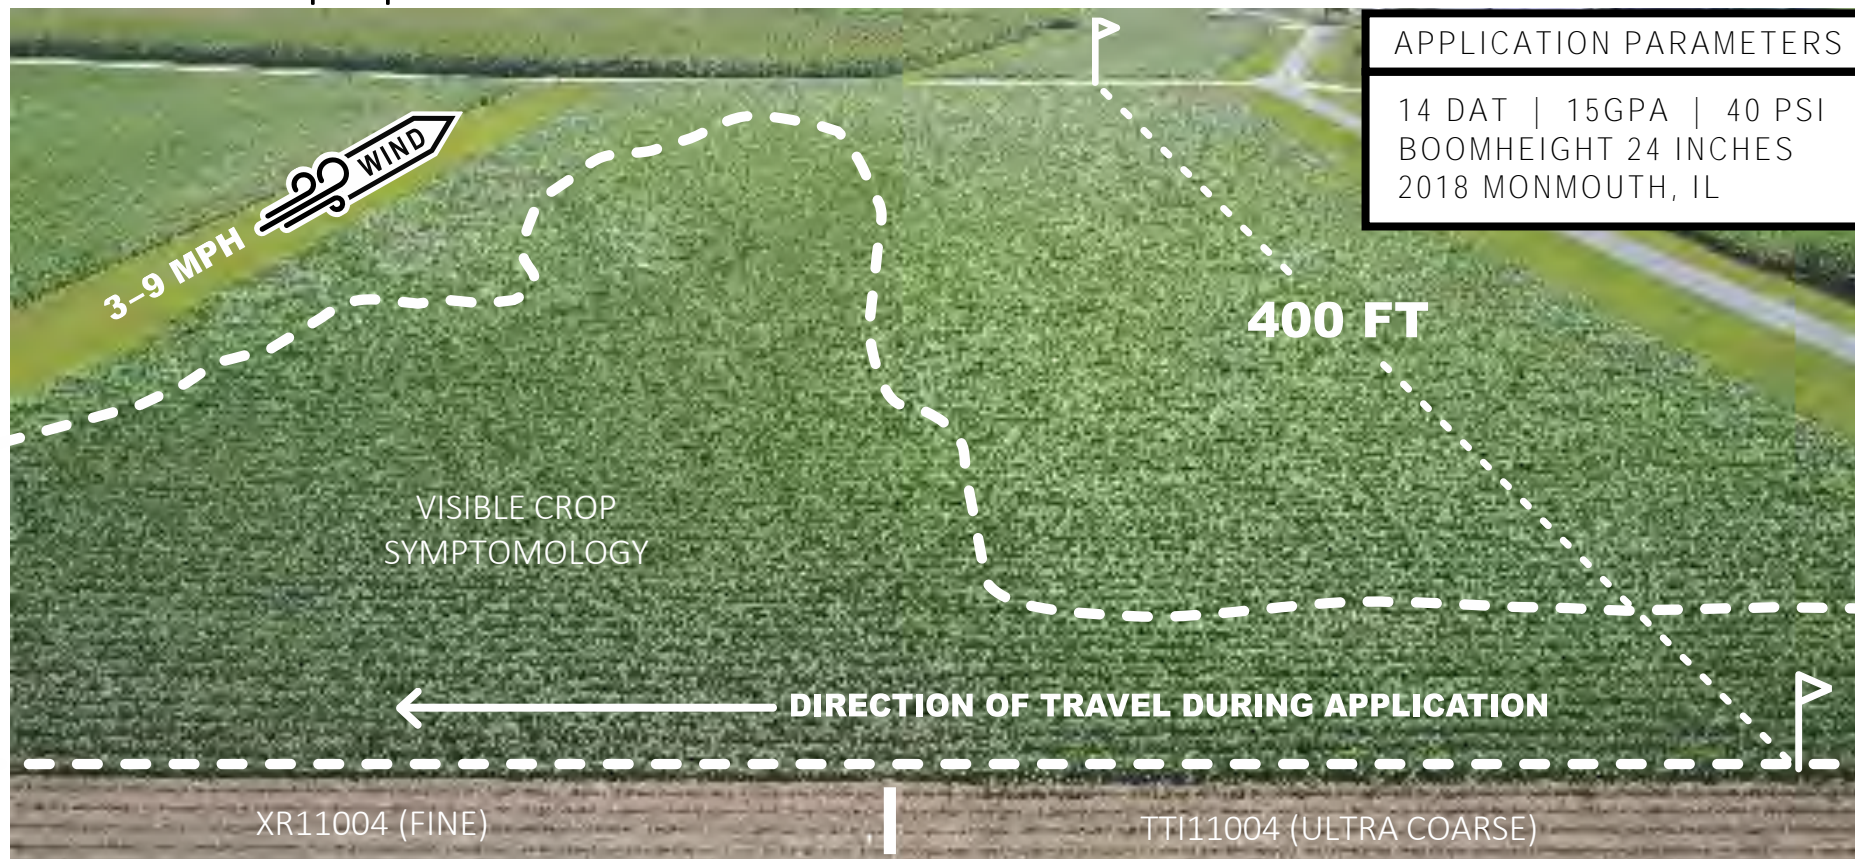 APPLICATION PARAMETERS
14 DAT | 15GPA | 40 PSI
BOOMHEIGHT 24 INCHES
2018 MONMOUTH, IL
WIND
3–9 MPH
400 FT
VISIBLE CROP
SYMPTOMOLOGY
DIRECTION OF TRAVEL DURING APPLICATION
XR11004 (FINE)
TTI11004 (ULTRA COARSE)